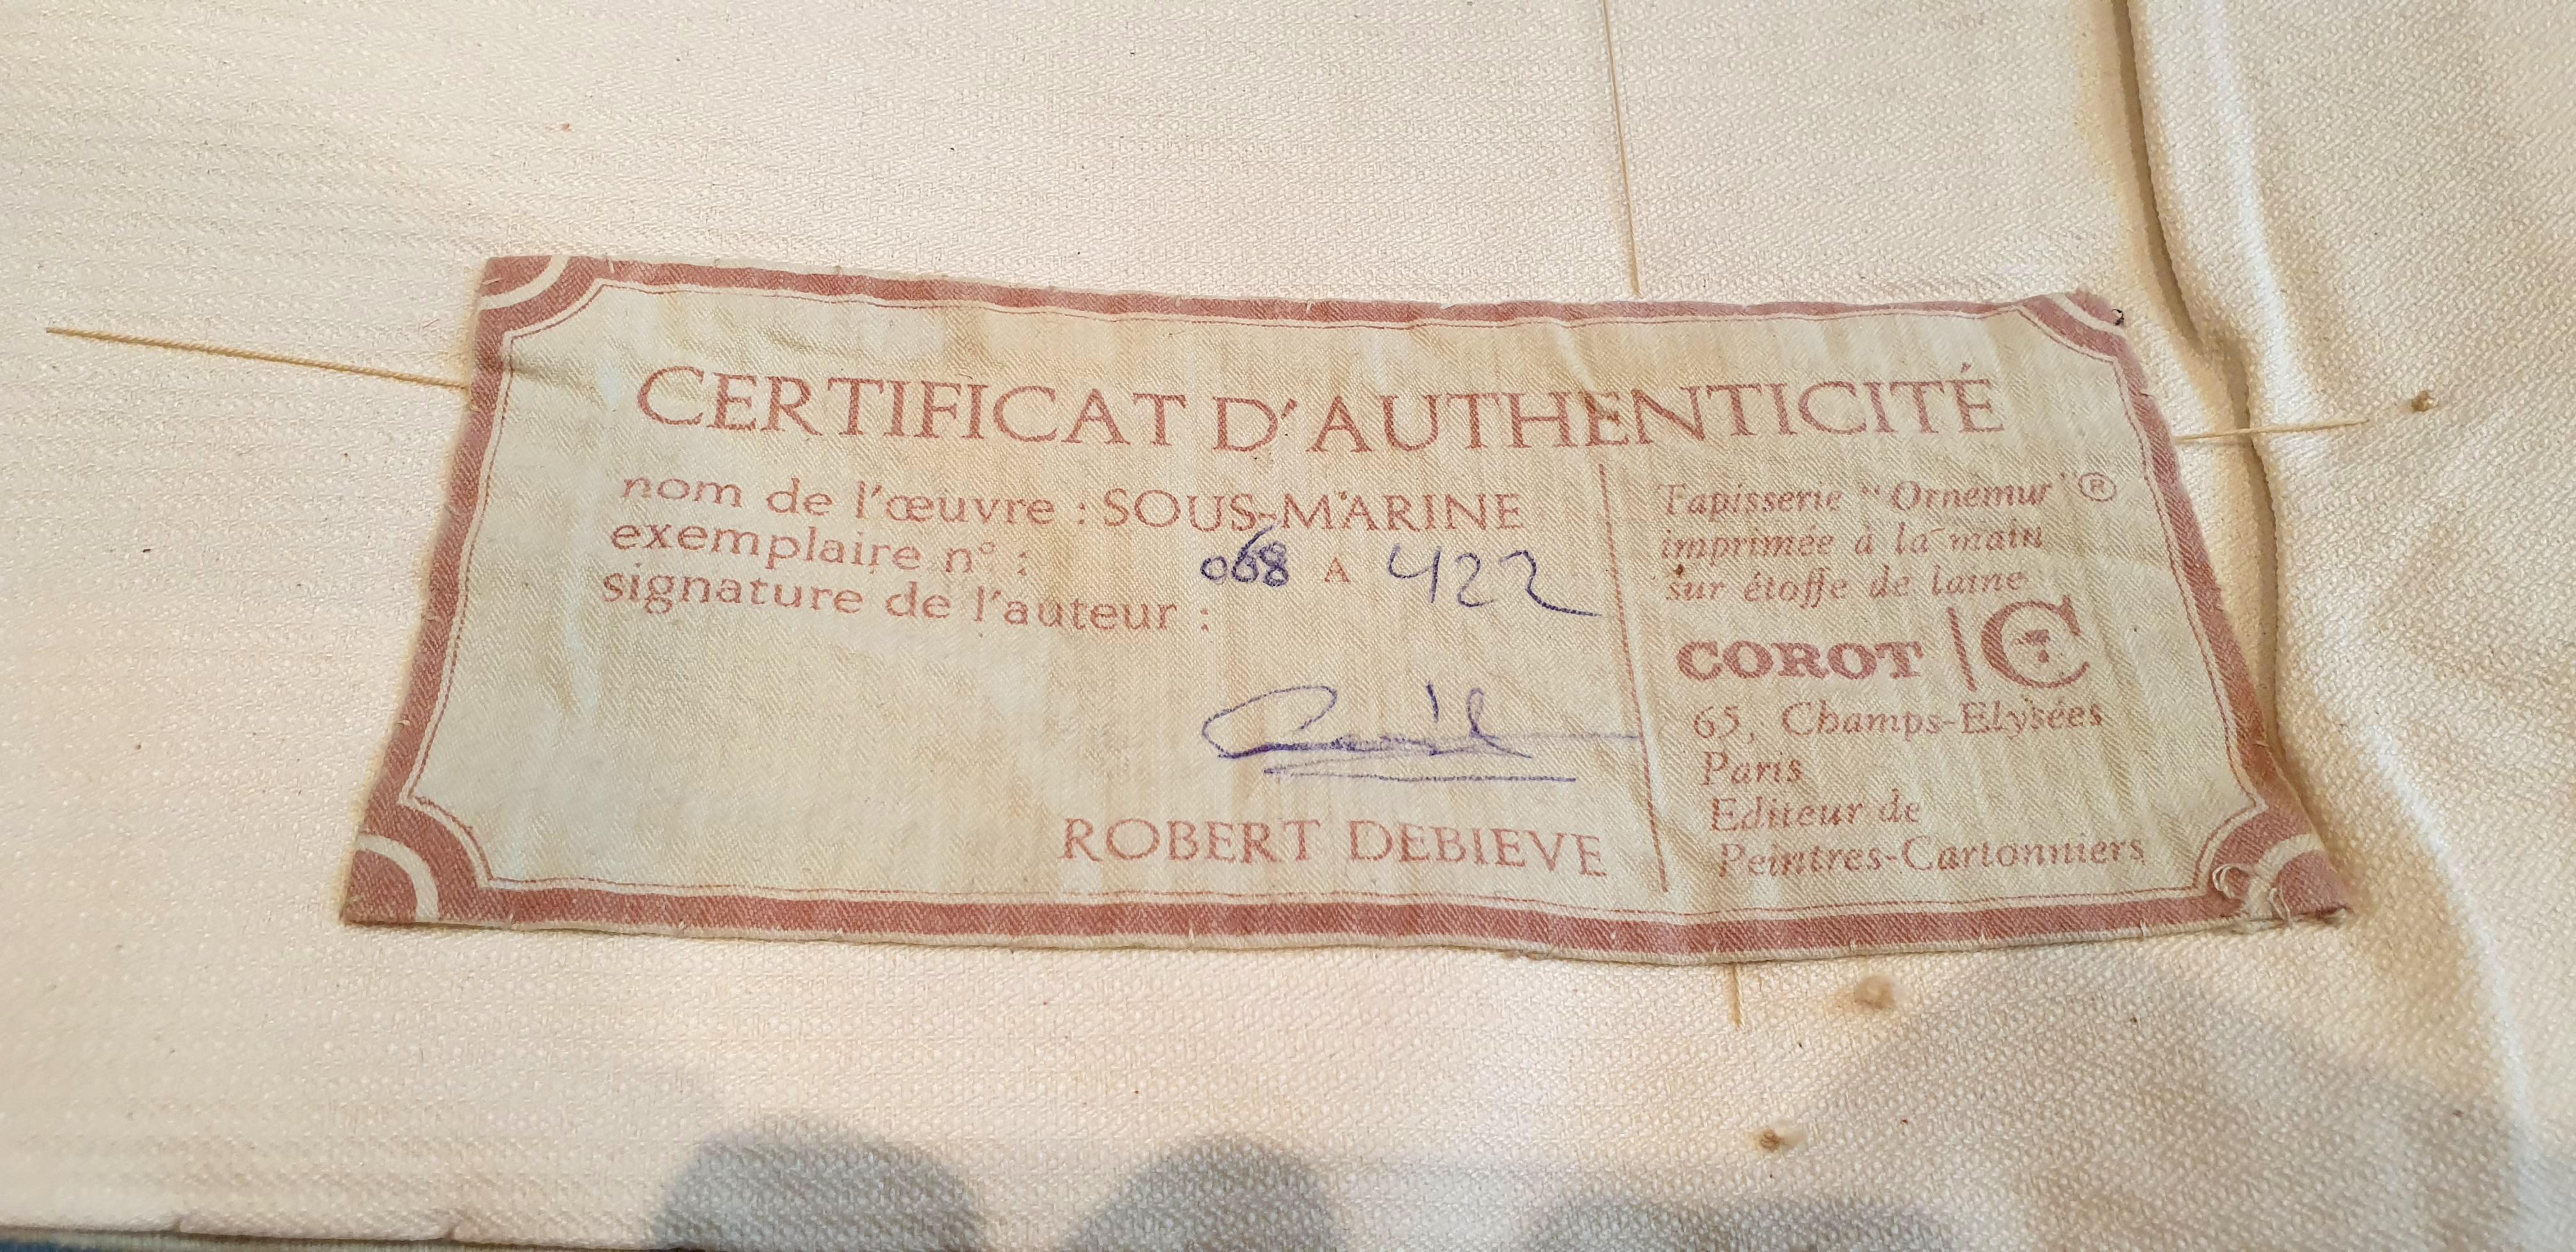 CERTIFICAT D'AUTHENTICITÉ
nom de l'œuvre : SOUS-MARINE
exemplaire n° : 068 A 422
signature de l'auteur :
ROBERT DEBIEVE
Tapisserie "Ornemur" ®
imprimée à la main
sur étoffe de laine
COROT | C
65, Champs-Elysées
Paris
Editeur de
Peintres-Cartonniers